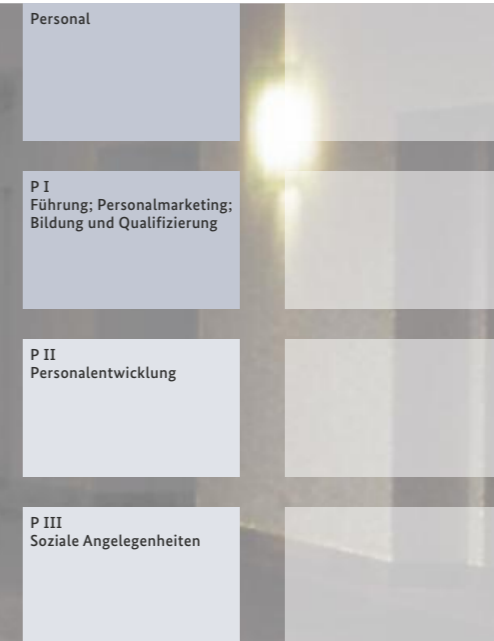 Personal
P I
Führung; Personalmarketing;
Bildung und Qualifizierung
P II
Personalentwicklung
P III
Soziale Angelegenheiten